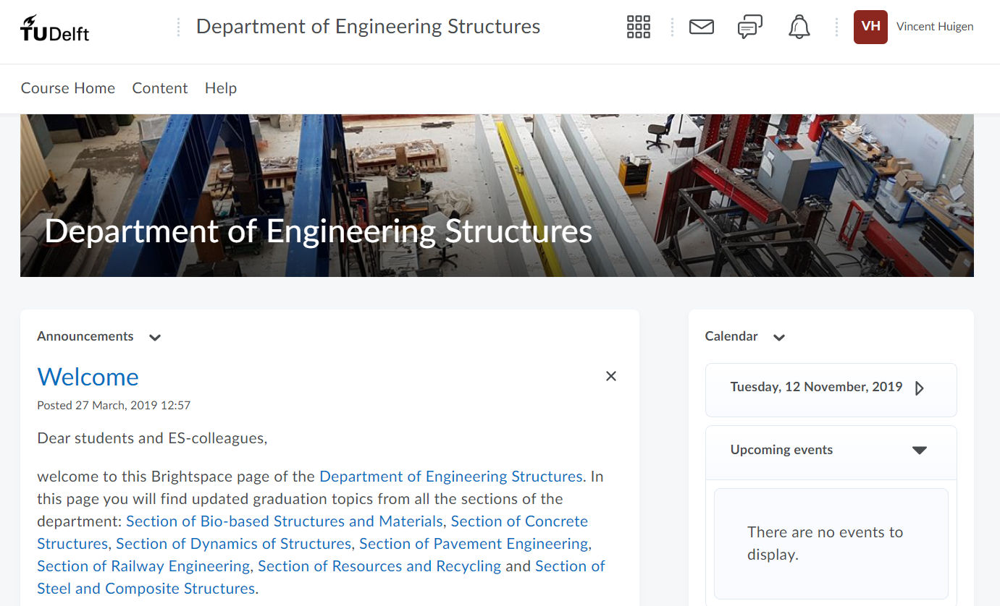 TUDelft
Department of Engineering Structures
VH
Vincent Huigen
Course Home
Content
Help
Department of Engineering Structures
Announcements
Welcome
Posted 27 March, 2019 12:57
Dear students and ES-colleagues,
welcome to this Brightspace page of the Department of Engineering Structures. In
this page you will find updated graduation topics from all the sections of the
department: Section of Bio-based Structures and Materials, Section of Concrete
Structures, Section of Dynamics of Structures, Section of Pavement Engineering,
Section of Railway Engineering, Section of Resources and Recycling and Section of
Steel and Composite Structures.
Calendar
Tuesday, 12 November, 2019
Upcoming events
There are no events to
display.